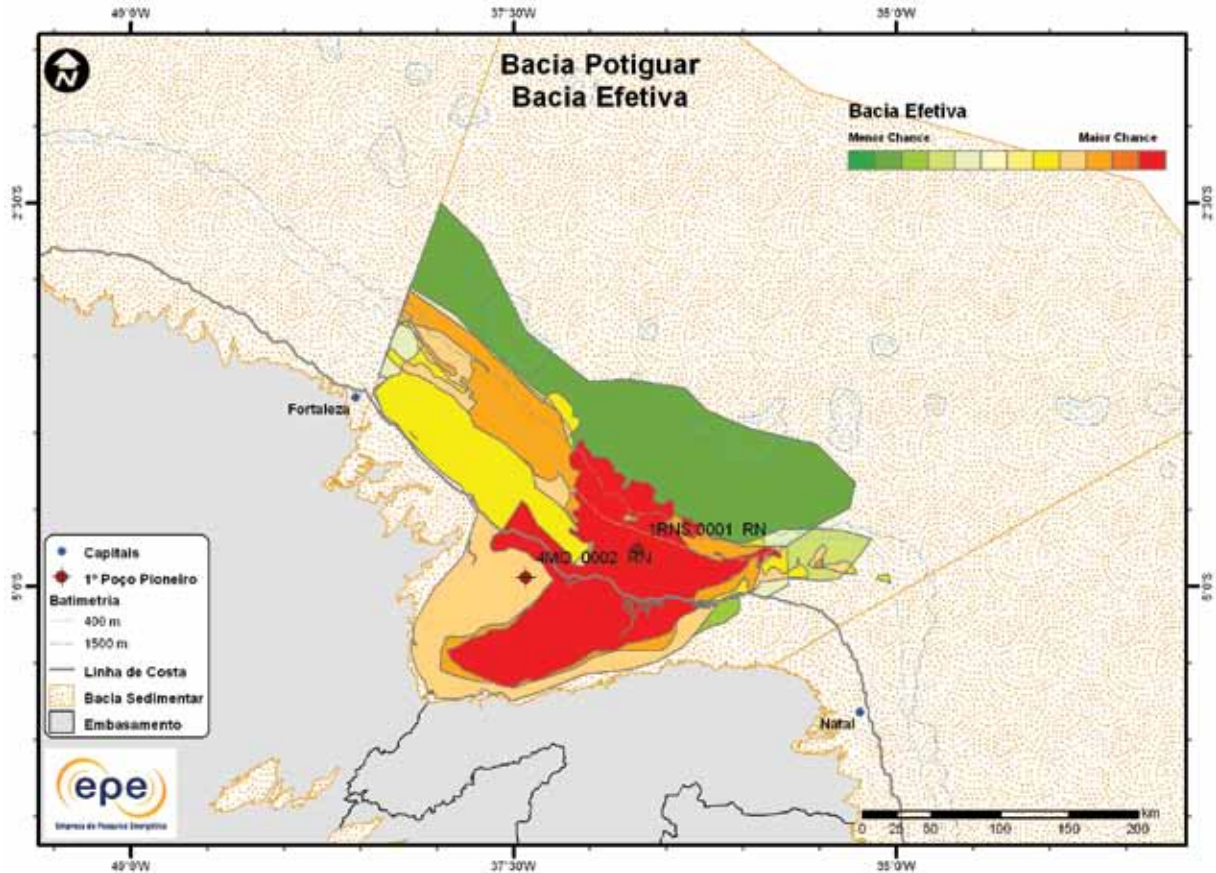 40°0'W 37°30'W 35°0'W
Bacia Potiguar
Bacia Efetiva
Bacia Efetiva
Menor Chance Maior Chance
2°30'S 2°30'S
Fortaleza
1RNS 0001 RN
4MO 0002 RN
5°0'S 5°0'S
Capitais
1º Poço Pioneiro
Batimetria
400 m
1500 m
Linha de Costa
Bacia Sedimentar
Embasamento
Natal
epe
Empresa de Pesquisa Energética
km
0 25 50 100 150 200
40°0'W 37°30'W 35°0'W